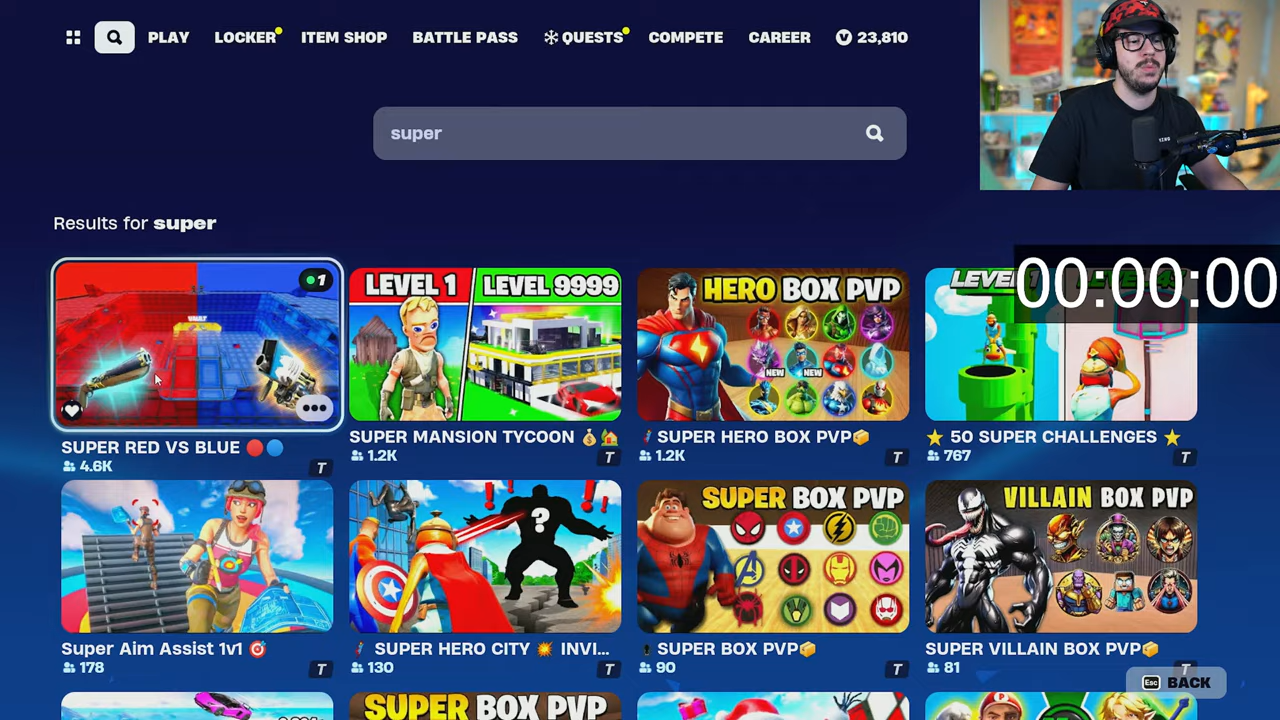 PLAY LOCKER ITEM SHOP BATTLE PASS QUESTS COMPETE CAREER V 23,810
super
Results for super
00:00:00
1
VAULT
LEVEL 1 LEVEL 9999
HERO BOX PVP
NEW NEW
LEVEL 1
SUPER RED VS BLUE 🔴🔵
4.6K T
SUPER MANSION TYCOON 💰🏡
1.2K T
SUPER HERO BOX PVP📦
1.2K T
⭐ 50 SUPER CHALLENGES ⭐
767 T
?
SUPER BOX PVP
VILLAIN BOX PVP
Super Aim Assist 1v1 🎯
178 T
SUPER HERO CITY 💥 INVI...
130 T
SUPER BOX PVP📦
90 T
SUPER VILLAIN BOX PVP📦
81 T
Esc BACK
SUPER BOX PVP